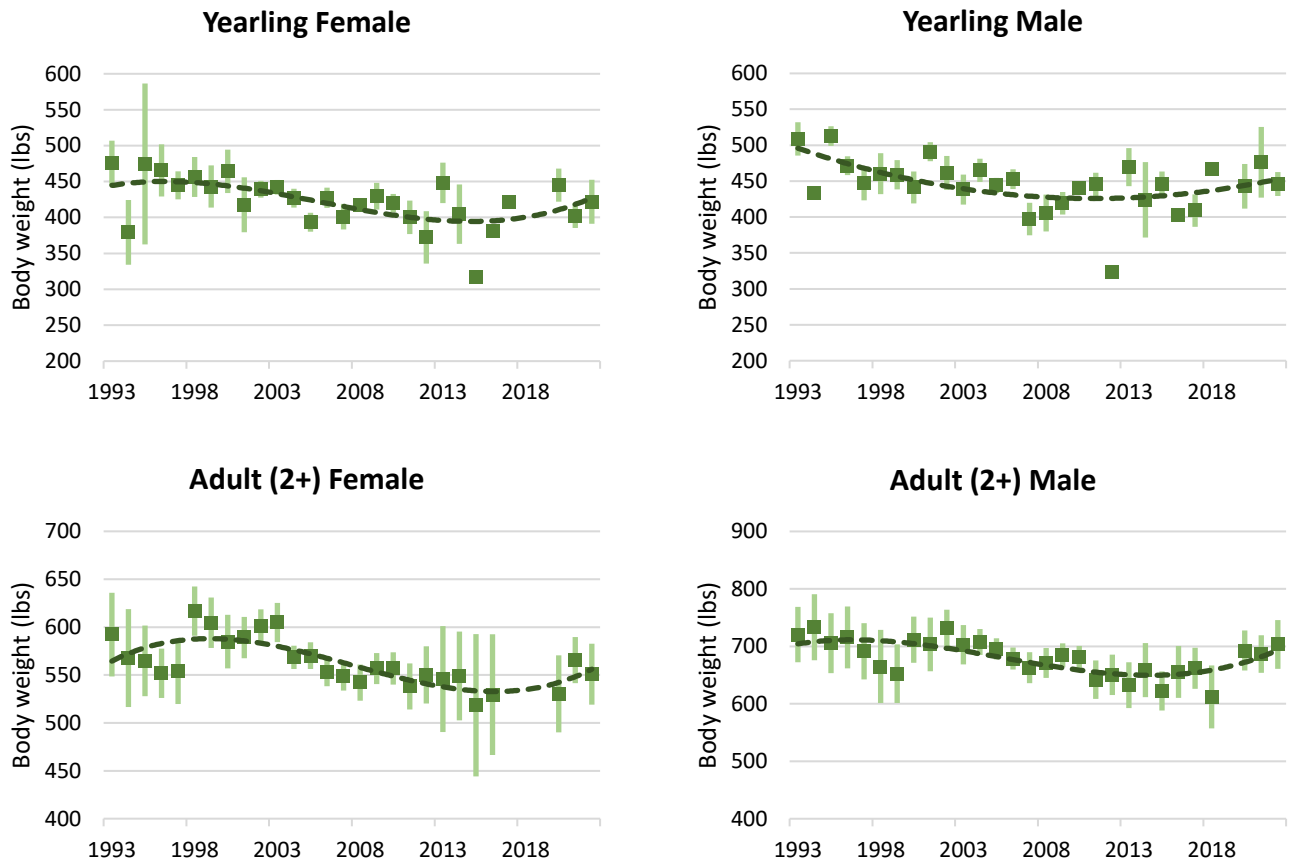 Yearling Female
Body weight (lbs)
600
550
500
450
400
350
300
250
200
1993 1998 2003 2008 2013 2018
Yearling Male
Body weight (lbs)
600
550
500
450
400
350
300
250
200
1993 1998 2003 2008 2013 2018
Adult (2+) Female
Body weight (lbs)
700
650
600
550
500
450
400
1993 1998 2003 2008 2013 2018
Adult (2+) Male
Body weight (lbs)
900
800
700
600
500
400
1993 1998 2003 2008 2013 2018